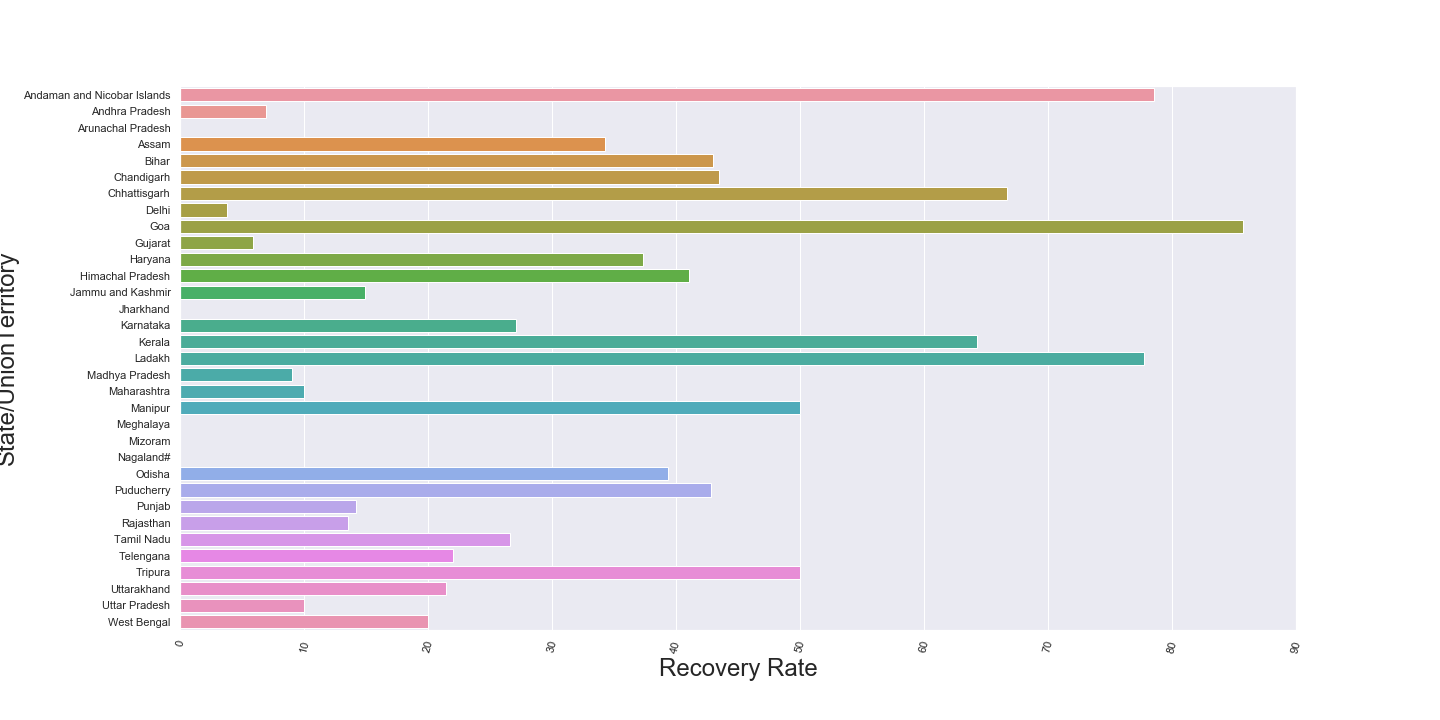 State/UnionTerritory
Andaman and Nicobar Islands
Andhra Pradesh
Arunachal Pradesh
Assam
Bihar
Chandigarh
Chhattisgarh
Delhi
Goa
Gujarat
Haryana
Himachal Pradesh
Jammu and Kashmir
Jharkhand
Karnataka
Kerala
Ladakh
Madhya Pradesh
Maharashtra
Manipur
Meghalaya
Mizoram
Nagaland#
Odisha
Puducherry
Punjab
Rajasthan
Tamil Nadu
Telengana
Tripura
Uttarakhand
Uttar Pradesh
West Bengal
0 10 20 30 40 50 60 70 80 90
Recovery Rate